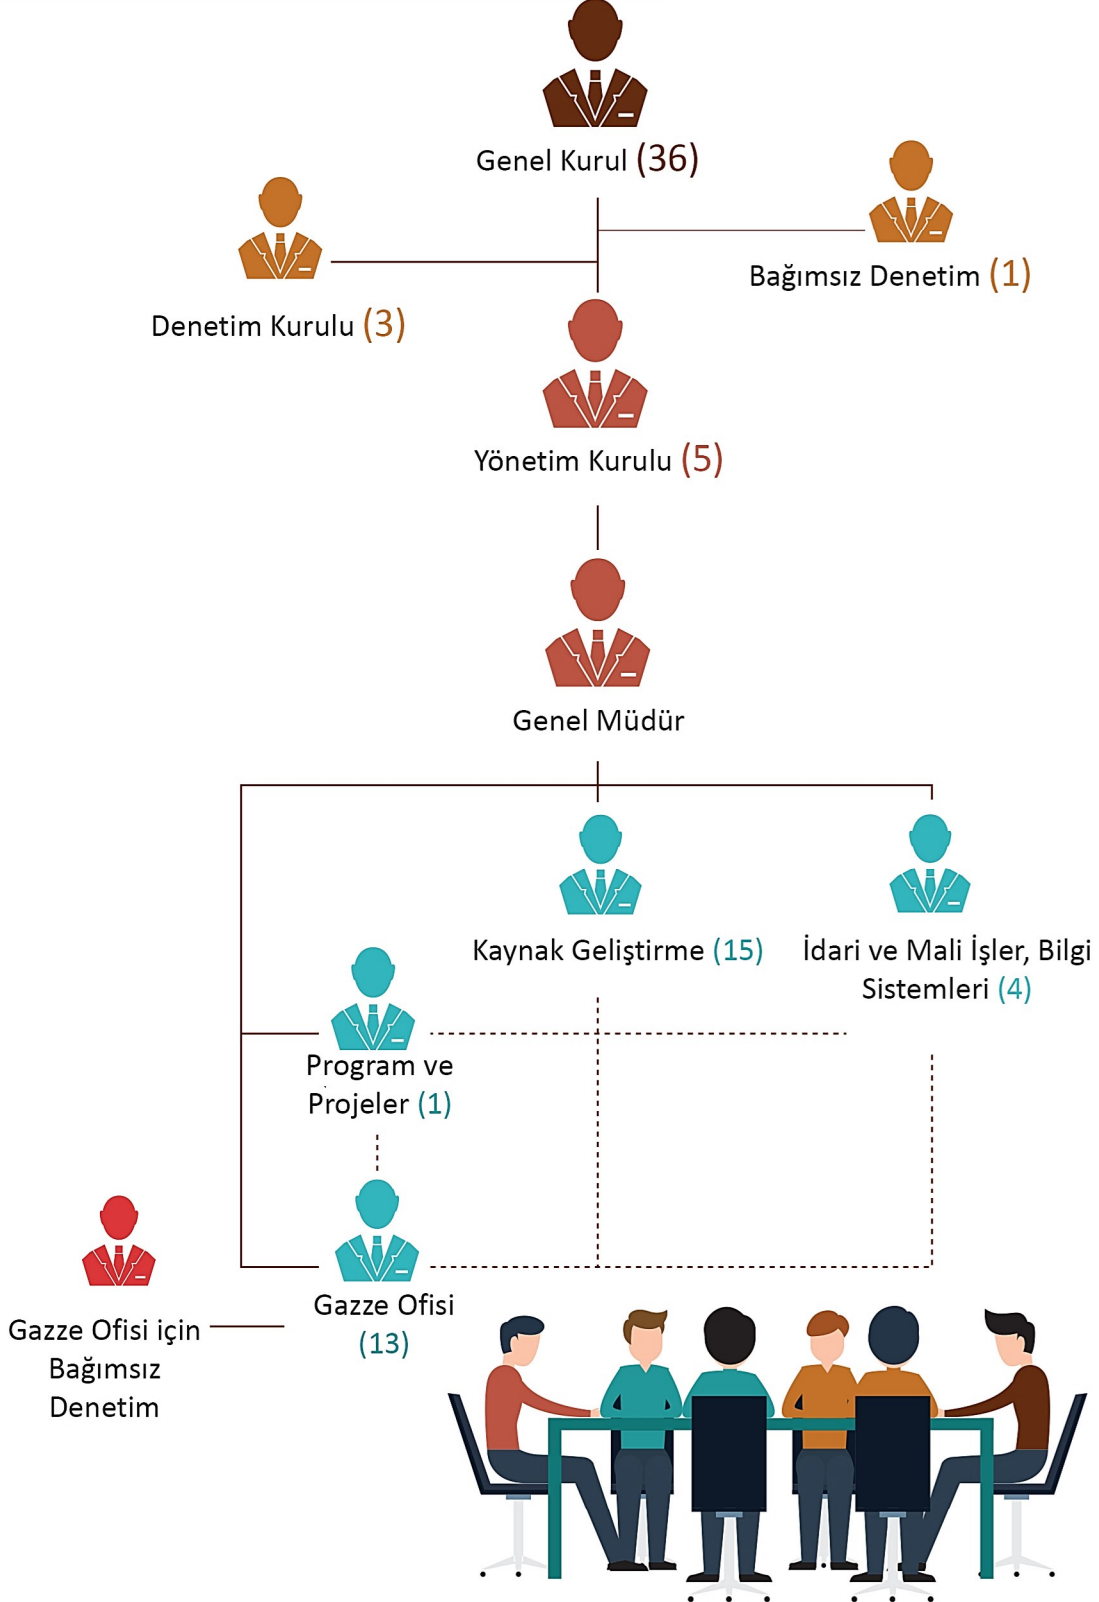 Genel Kurul (36)
Bağımsız Denetim (1)
Denetim Kurulu (3)
Yönetim Kurulu (5)
Genel Müdür
Kaynak Geliştirme (15)
İdari ve Mali İşler, Bilgi
Sistemleri (4)
Program ve
Projeler (1)
Gazze Ofisi
(13)
Gazze Ofisi için
Bağımsız
Denetim